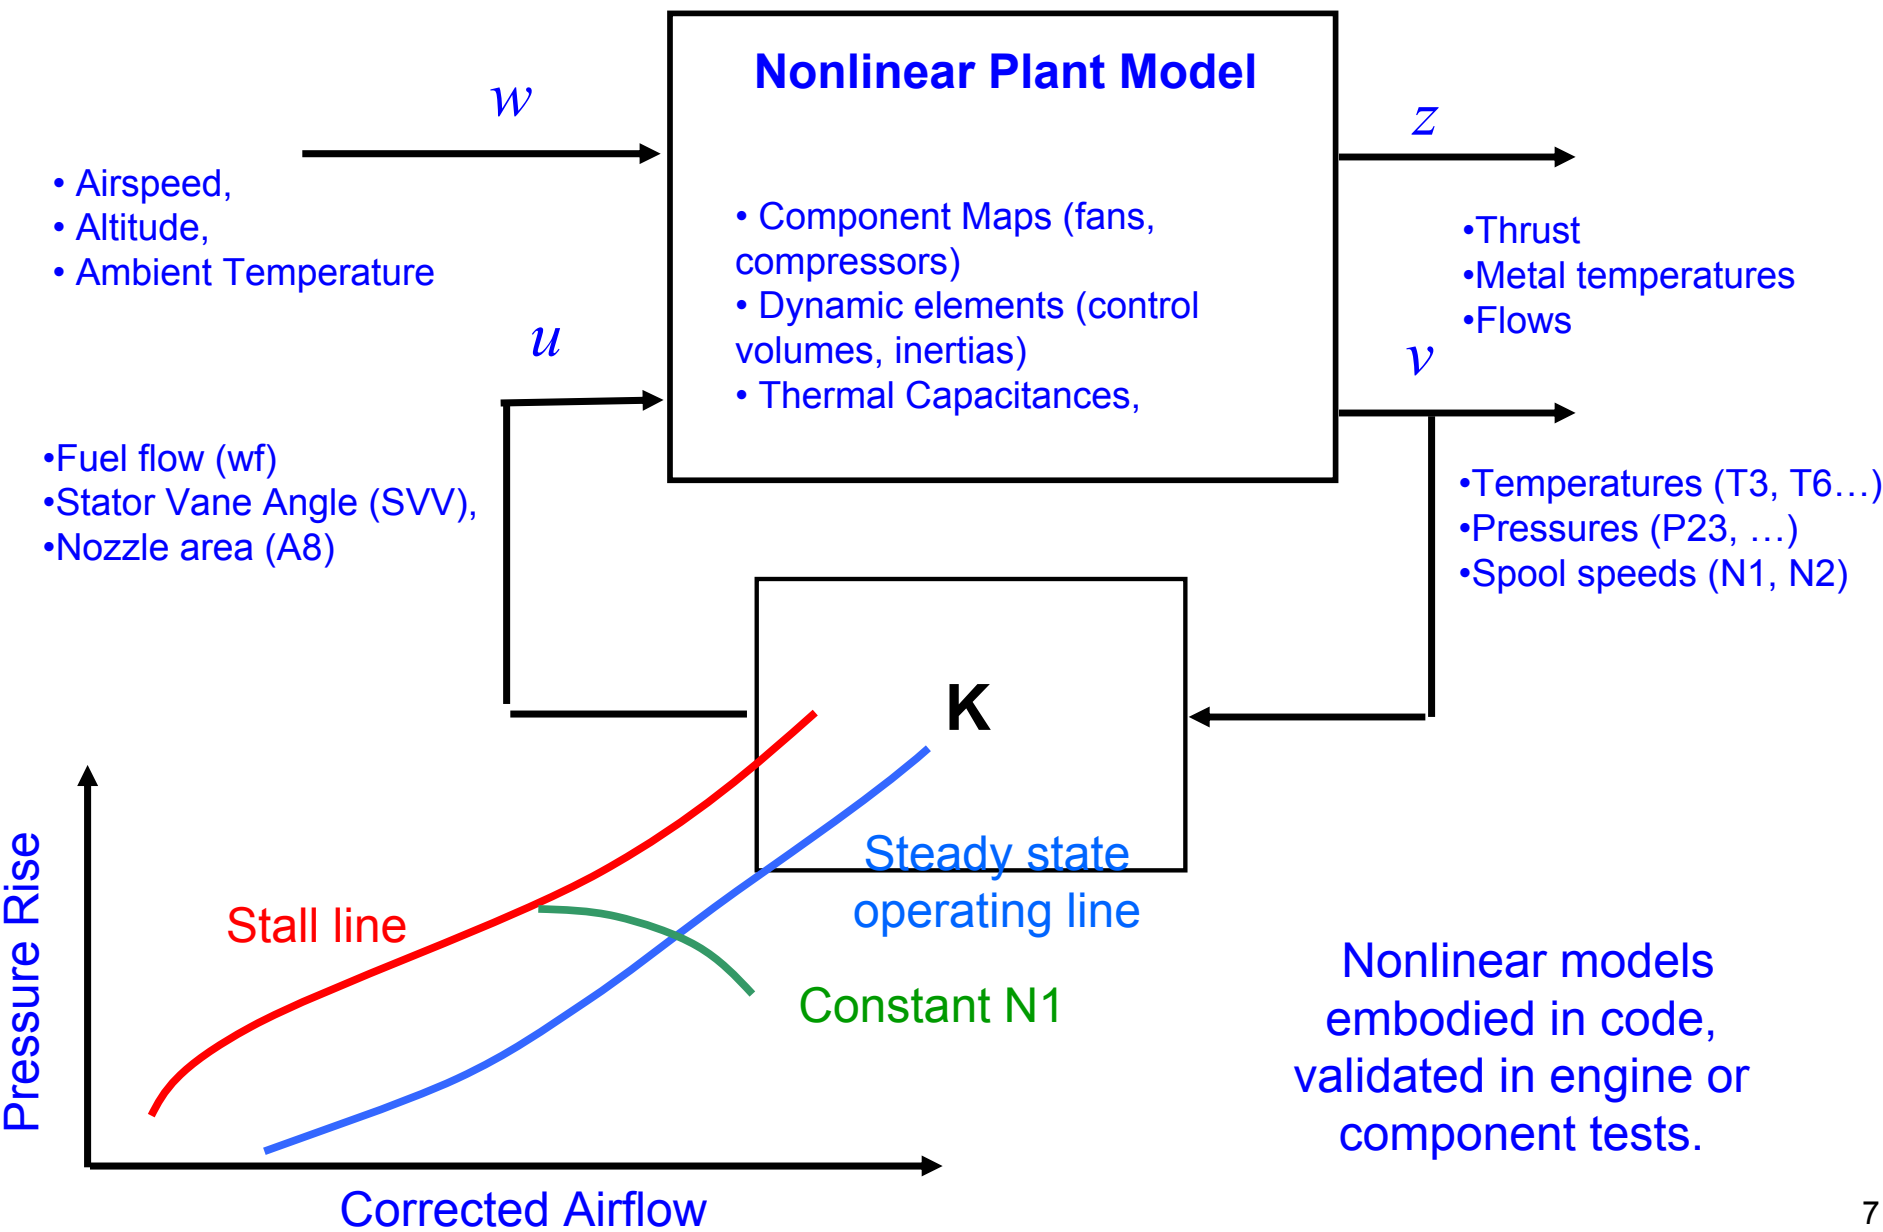 Nonlinear Plant Model
w
• Airspeed,
• Altitude,
• Ambient Temperature
• Component Maps (fans,
compressors)
• Dynamic elements (control
volumes, inertias)
• Thermal Capacitances,
z
•Thrust
•Metal temperatures
•Flows
u
•Fuel flow (wf)
•Stator Vane Angle (SVV),
•Nozzle area (A8)
v
•Temperatures (T3, T6…)
•Pressures (P23, …)
•Spool speeds (N1, N2)
K
Pressure Rise
Stall line
Steady state
operating line
Constant N1
Corrected Airflow
Nonlinear models
embodied in code,
validated in engine or
component tests.
7